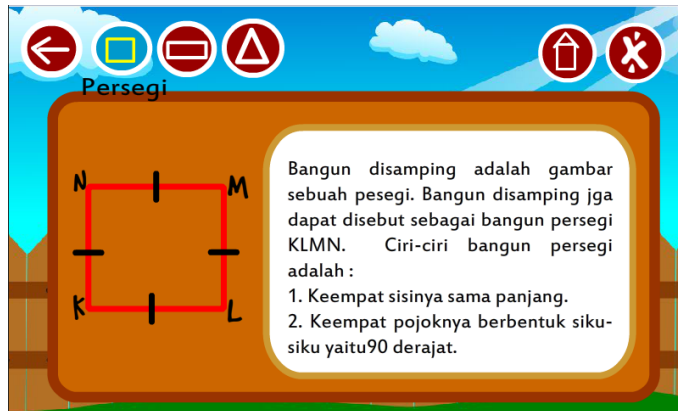 Persegi
N
M
K
L
Bangun disamping adalah gambar
sebuah pesegi. Bangun disamping jga
dapat disebut sebagai bangun persegi
KLMN. Ciri-ciri bangun persegi
adalah :
1. Keempat sisinya sama panjang.
2. Keempat pojoknya berbentuk siku-
siku yaitu90 derajat.